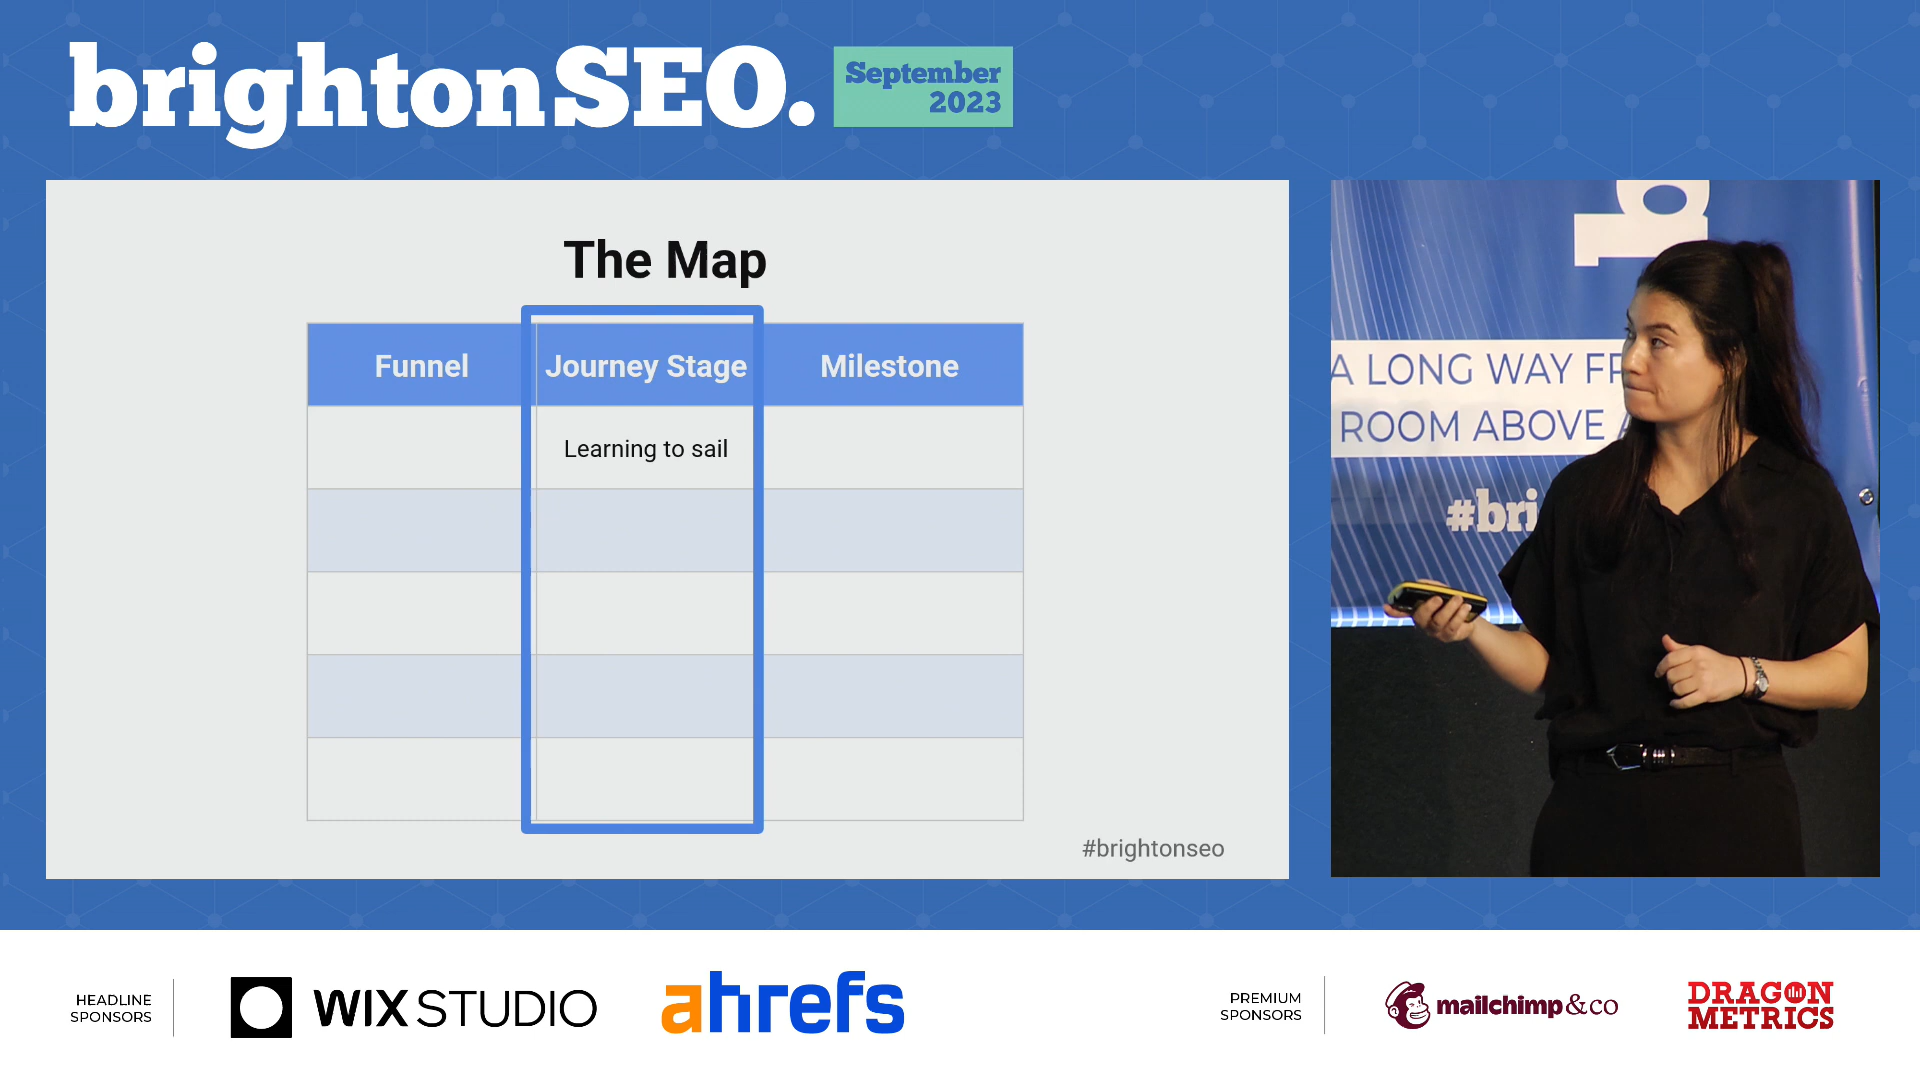 brightonSEO.
September
2023
The Map
Funnel Journey Stage Milestone
Learning to sail
#brightonseo
A LONG WAY FR
ROOM ABOVE A
#bri
HEADLINE
SPONSORS
WIX STUDIO
ahrefs
PREMIUM
SPONSORS
mailchimp & co
DRAGON
METRICS